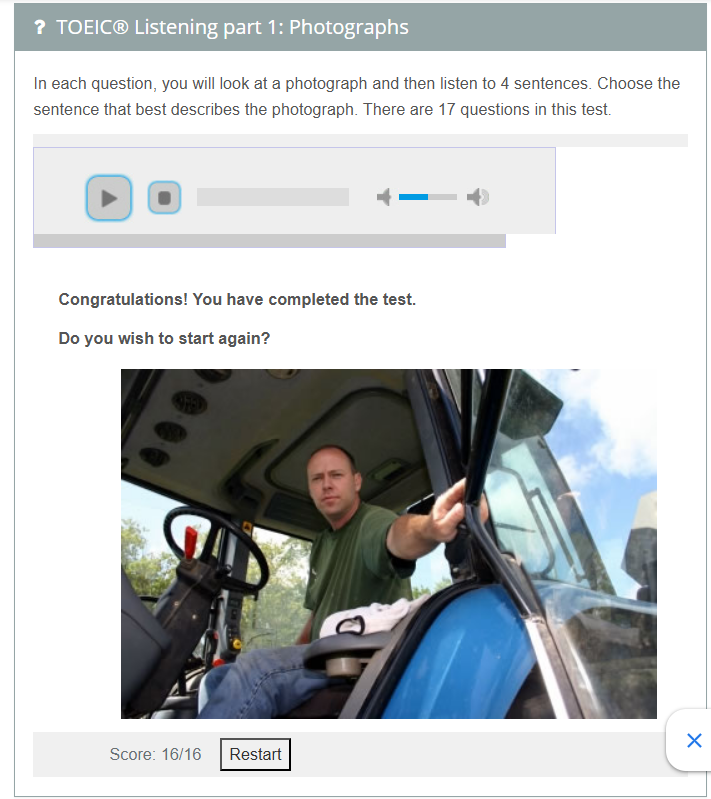 ? TOEIC® Listening part 1: Photographs
In each question, you will look at a photograph and then listen to 4 sentences. Choose the
sentence that best describes the photograph. There are 17 questions in this test.
Congratulations! You have completed the test.
Do you wish to start again?
Score: 16/16 Restart